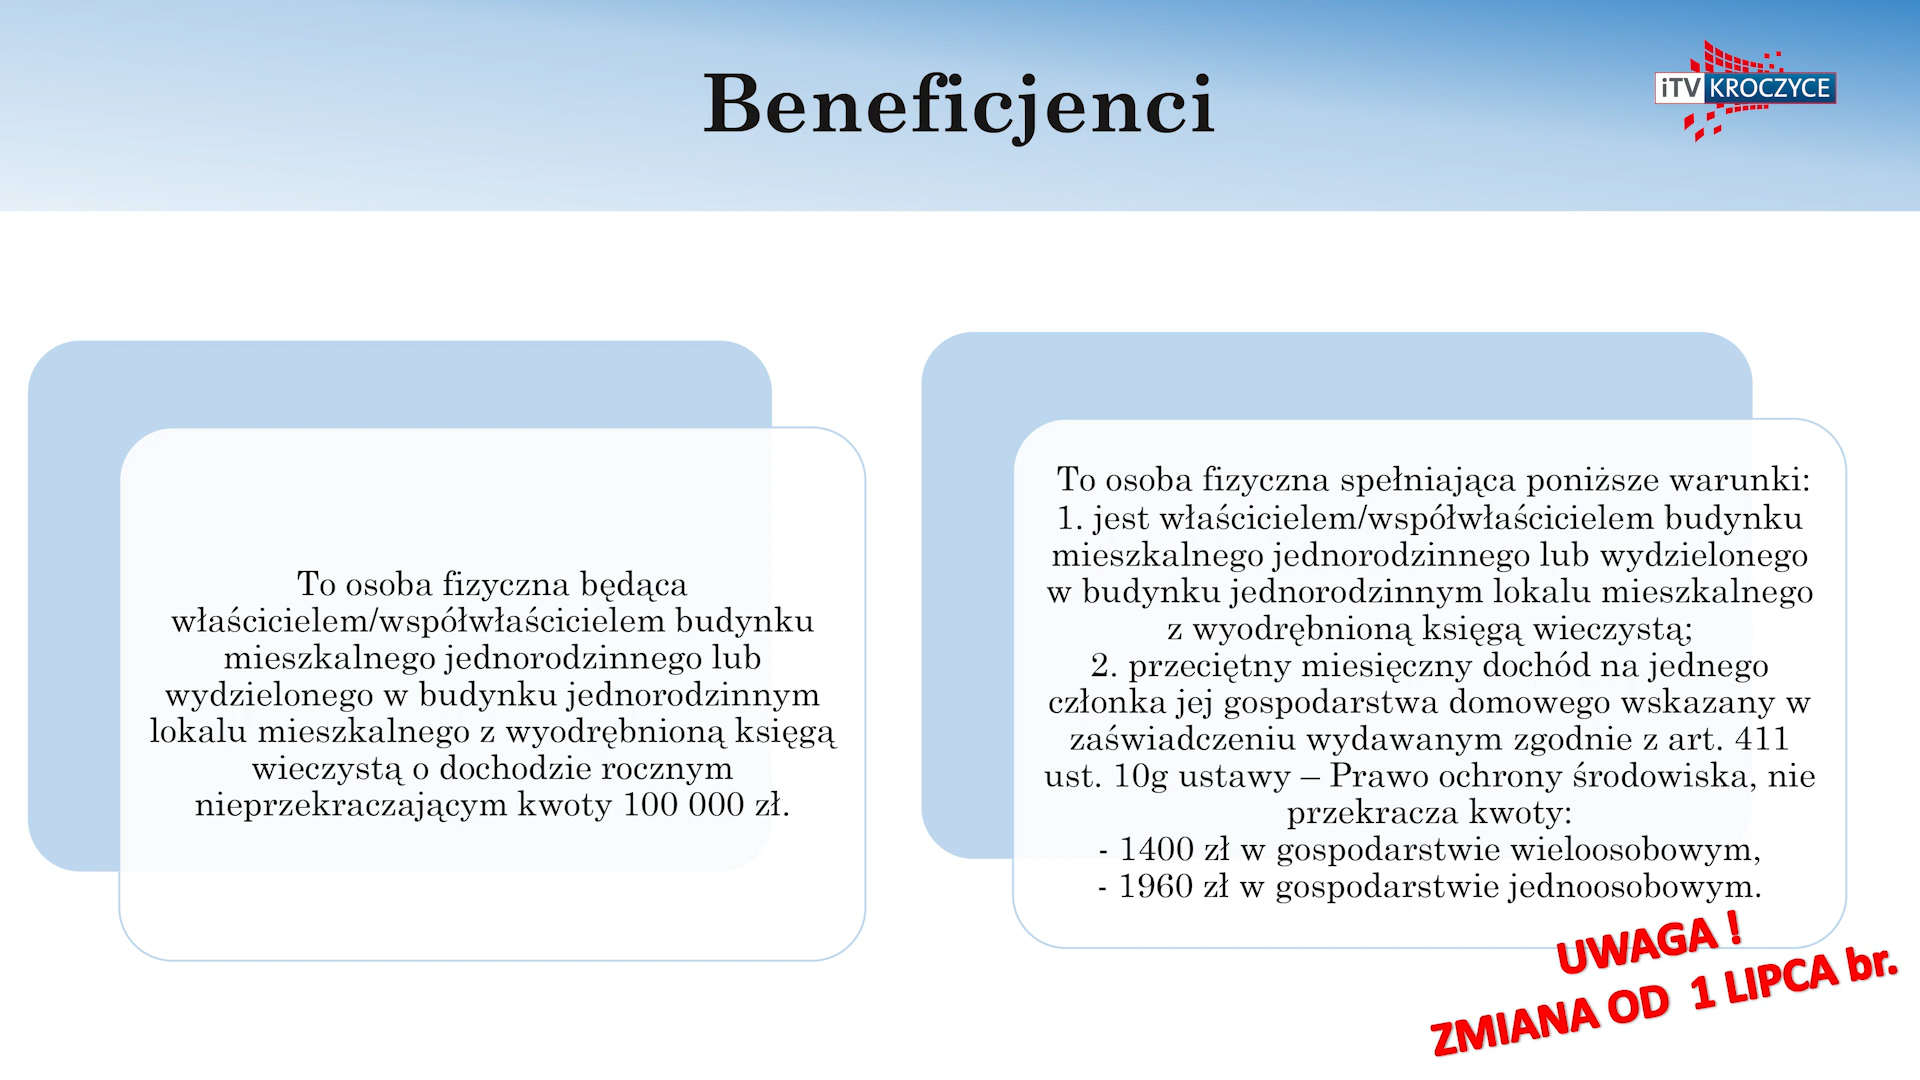 Beneficjenci
iTV KROCZYCE
To osoba fizyczna będąca
właścicielem/współwłaścicielem budynku
mieszkalnego jednorodzinnego lub
wydzielonego w budynku jednorodzinnym
lokalu mieszkalnego z wyodrębnioną księgą
wieczystą o dochodzie rocznym
nieprzekraczającym kwoty 100 000 zł.
To osoba fizyczna spełniająca poniższe warunki:
1. jest właścicielem/współwłaścicielem budynku
mieszkalnego jednorodzinnego lub wydzielonego
w budynku jednorodzinnym lokalu mieszkalnego
z wyodrębnioną księgą wieczystą;
2. przeciętny miesięczny dochód na jednego
członka jej gospodarstwa domowego wskazany w
zaświadczeniu wydawanym zgodnie z art. 411
ust. 10g ustawy – Prawo ochrony środowiska, nie
przekracza kwoty:
- 1400 zł w gospodarstwie wieloosobowym,
- 1960 zł w gospodarstwie jednoosobowym.
UWAGA !
ZMIANA OD 1 LIPCA br.